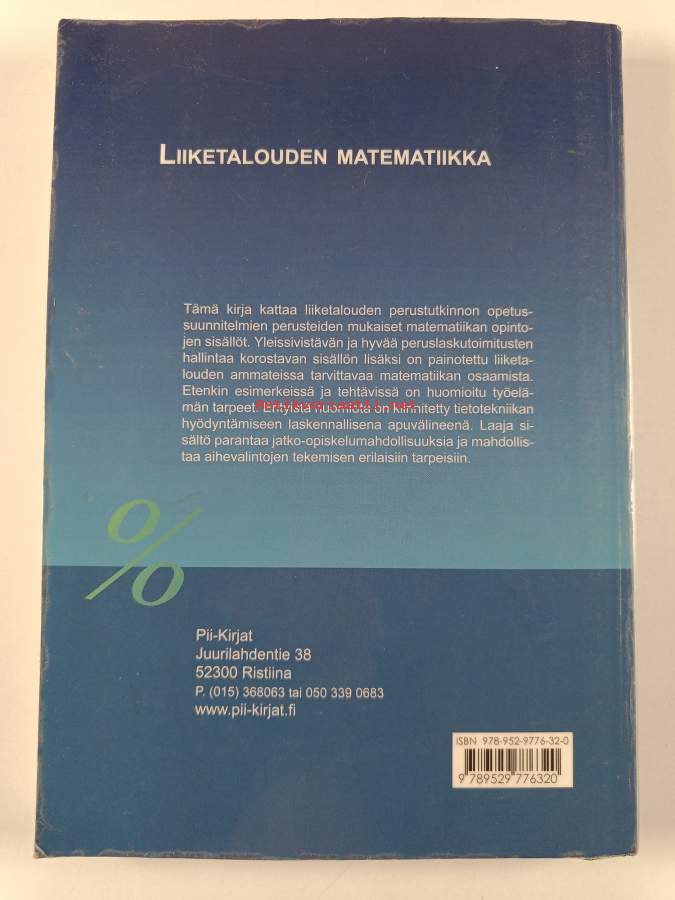 LIIKETALOUDEN MATEMATIIKKA
Tämä kirja kattaa liiketalouden perustutkinnon opetus-
suunnitelmien perusteiden mukaiset matematiikan opinto-
jen sisällöt. Yleissivistävän ja hyvää peruslaskutoimitusten
hallintaa korostavan sisällön lisäksi on painotettu liiketa-
louden ammateissa tarvittavaa matematiikan osaamista.
Etenkin esimerkeissä ja tehtävissä on huomioitu työelä-
män tarpeet. Erityistä huomiota on kiinnitetty tietotekniikan
hyödyntämiseen laskennallisena apuvälineenä. Laaja si-
sältö parantaa jatko-opiskelumahdollisuuksia ja mahdollis-
taa aihevalintojen tekemisen erilaisiin tarpeisiin.
%
Pii-Kirjat
Juurilahdentie 38
52300 Ristiina
P. (015) 368063 tai 050 339 0683
www.pii-kirjat.fi
ISBN 978-952-9776-32-0
9 789529 776320